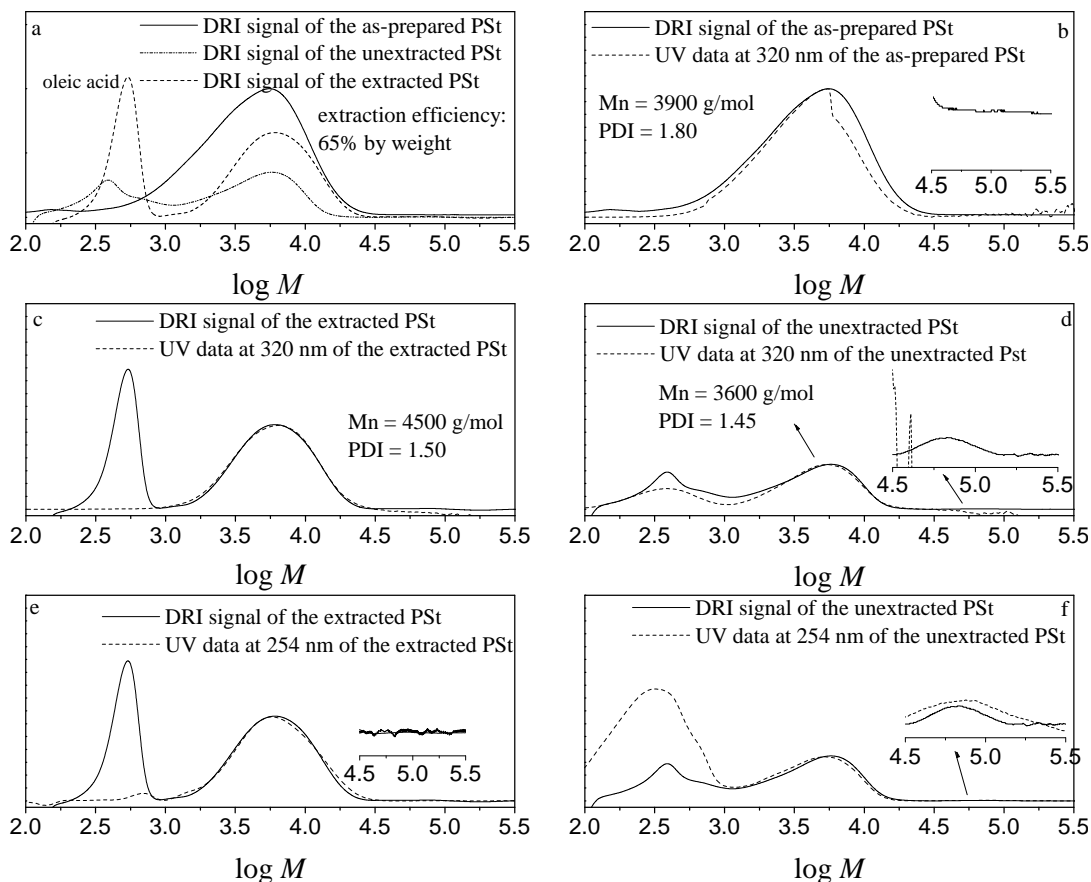 a
DRI signal of the as-prepared PSt
DRI signal of the unextracted PSt
DRI signal of the extracted PSt
oleic acid
extraction efficiency:
65% by weight
2.0 2.5 3.0 3.5 4.0 4.5 5.0 5.5
log M
b
DRI signal of the as-prepared PSt
UV data at 320 nm of the as-prepared PSt
Mn = 3900 g/mol
PDI = 1.80
4.5 5.0 5.5
2.0 2.5 3.0 3.5 4.0 4.5 5.0 5.5
log M
c
DRI signal of the extracted PSt
UV data at 320 nm of the extracted PSt
Mn = 4500 g/mol
PDI = 1.50
2.0 2.5 3.0 3.5 4.0 4.5 5.0 5.5
log M
d
DRI signal of the unextracted PSt
UV data at 320 nm of the unextracted Pst
Mn = 3600 g/mol
PDI = 1.45
4.5 5.0 5.5
2.0 2.5 3.0 3.5 4.0 4.5 5.0 5.5
log M
e
DRI signal of the extracted PSt
UV data at 254 nm of the extracted PSt
4.5 5.0 5.5
2.0 2.5 3.0 3.5 4.0 4.5 5.0 5.5
log M
f
DRI signal of the unextracted PSt
UV data at 254 nm of the unextracted PSt
4.5 5.0 5.5
2.0 2.5 3.0 3.5 4.0 4.5 5.0 5.5
log M